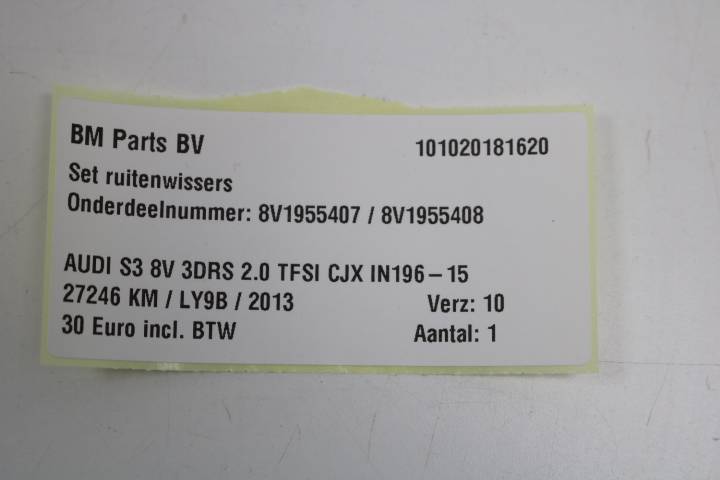 BM Parts BV 101020181620
Set ruitenwissers
Onderdeelnummer: 8V1955407 / 8V1955408
AUDI S3 8V 3DRS 2.0 TFSI CJX IN196-15
27246 KM / LY9B / 2013 Verz: 10
30 Euro incl. BTW Aantal: 1